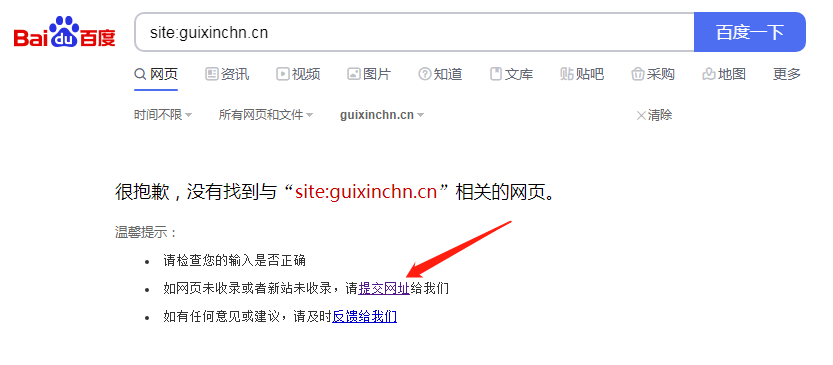 Bai du 百度 site:guixinchn.cn 百度一下
网页 资讯 视频 图片 知道 文库 贴吧 采购 地图 更多
时间不限 所有网页和文件 guixinchn.cn 清除
很抱歉，没有找到与“site:guixinchn.cn”相关的网页。
温馨提示：
• 请检查您的输入是否正确
• 如网页未收录或者新站未收录，请提交网址给我们
• 如有任何意见或建议，请及时反馈给我们